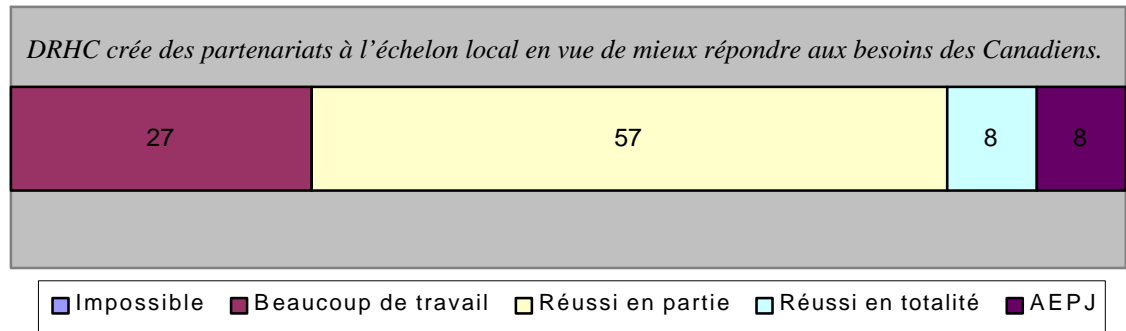 DRHC crée des partenariats à l’échelon local en vue de mieux répondre aux besoins des Canadiens.
27 57 8 8
Impossible Beaucoup de travail Réussi en partie Réussi en totalité AEPJ